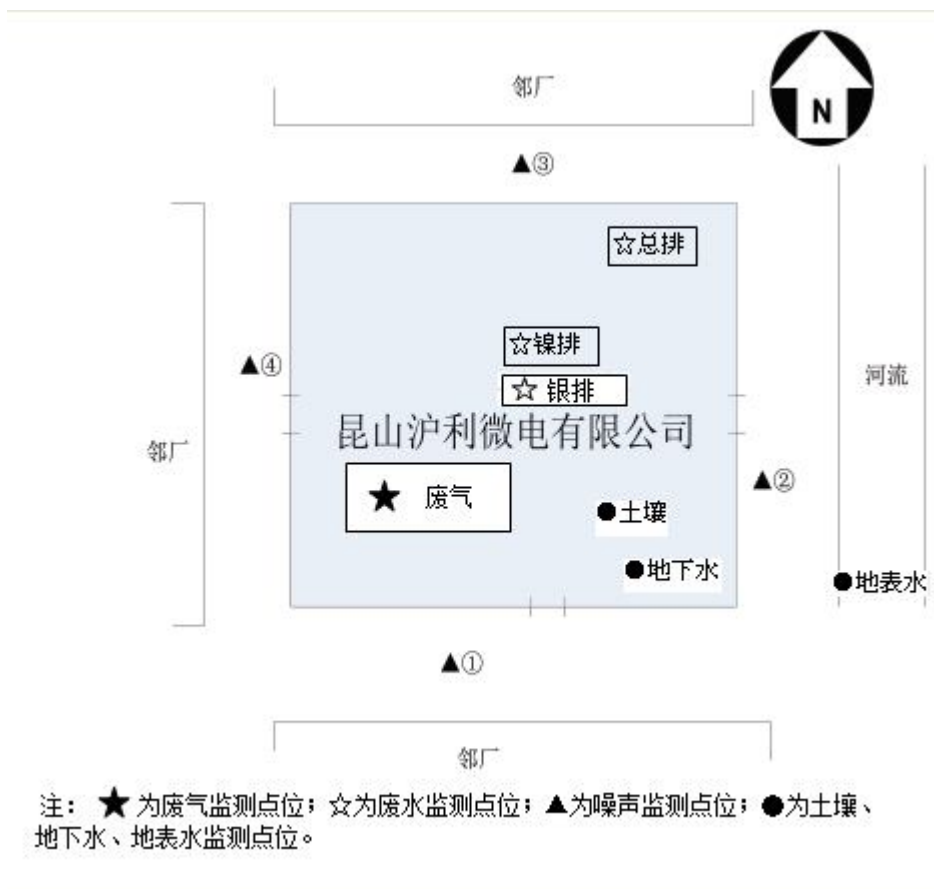 邻厂
N
▲③
☆总排
☆镍排
▲④
河流
☆ 银排
昆山沪利微电有限公司
邻厂
▲②
★ 废气
●土壤
●地下水
●地表水
▲①
邻厂
注: ★ 为废气监测点位；☆为废水监测点位；▲为噪声监测点位；●为土壤、
地下水、地表水监测点位。